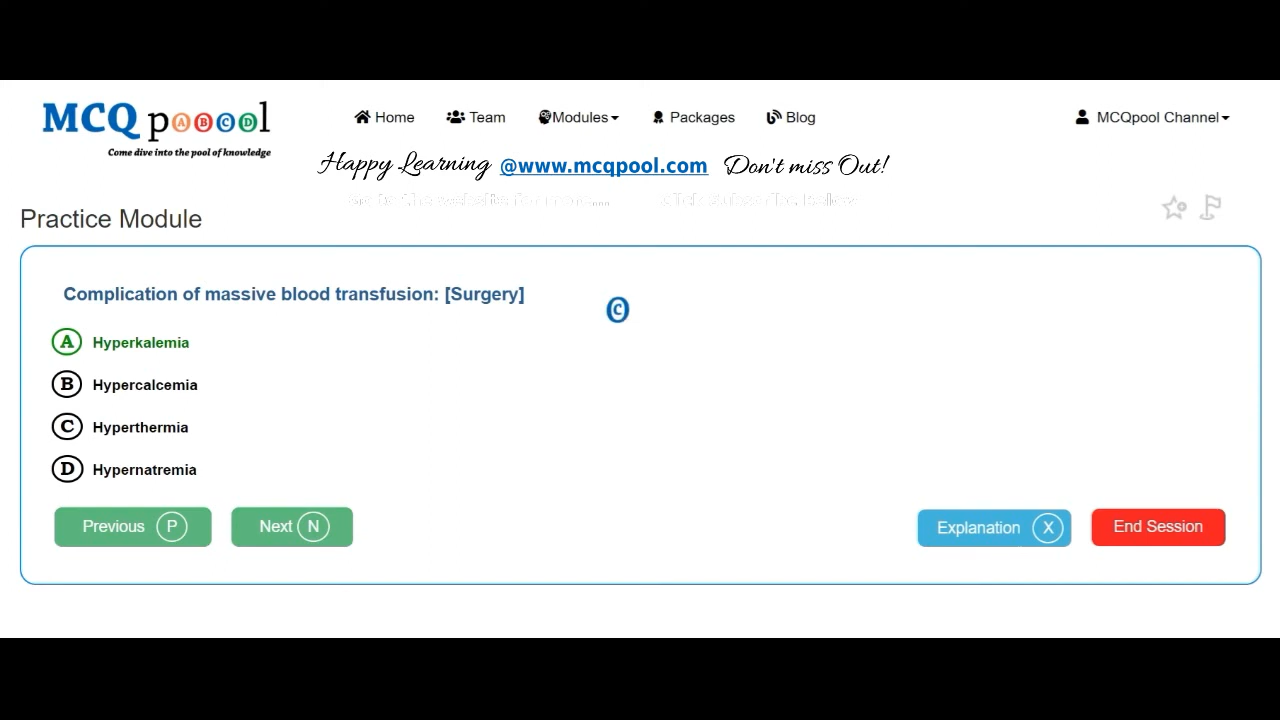 MCQ pooool
Come dive into the pool of knowledge
Home Team Modules Packages Blog MCQpool Channel
Happy Learning @www.mcqpool.com Don't miss Out!
Practice Module
Complication of massive blood transfusion: [Surgery]
C
A Hyperkalemia
B Hypercalcemia
C Hyperthermia
D Hypernatremia
Previous P Next N Explanation X End Session